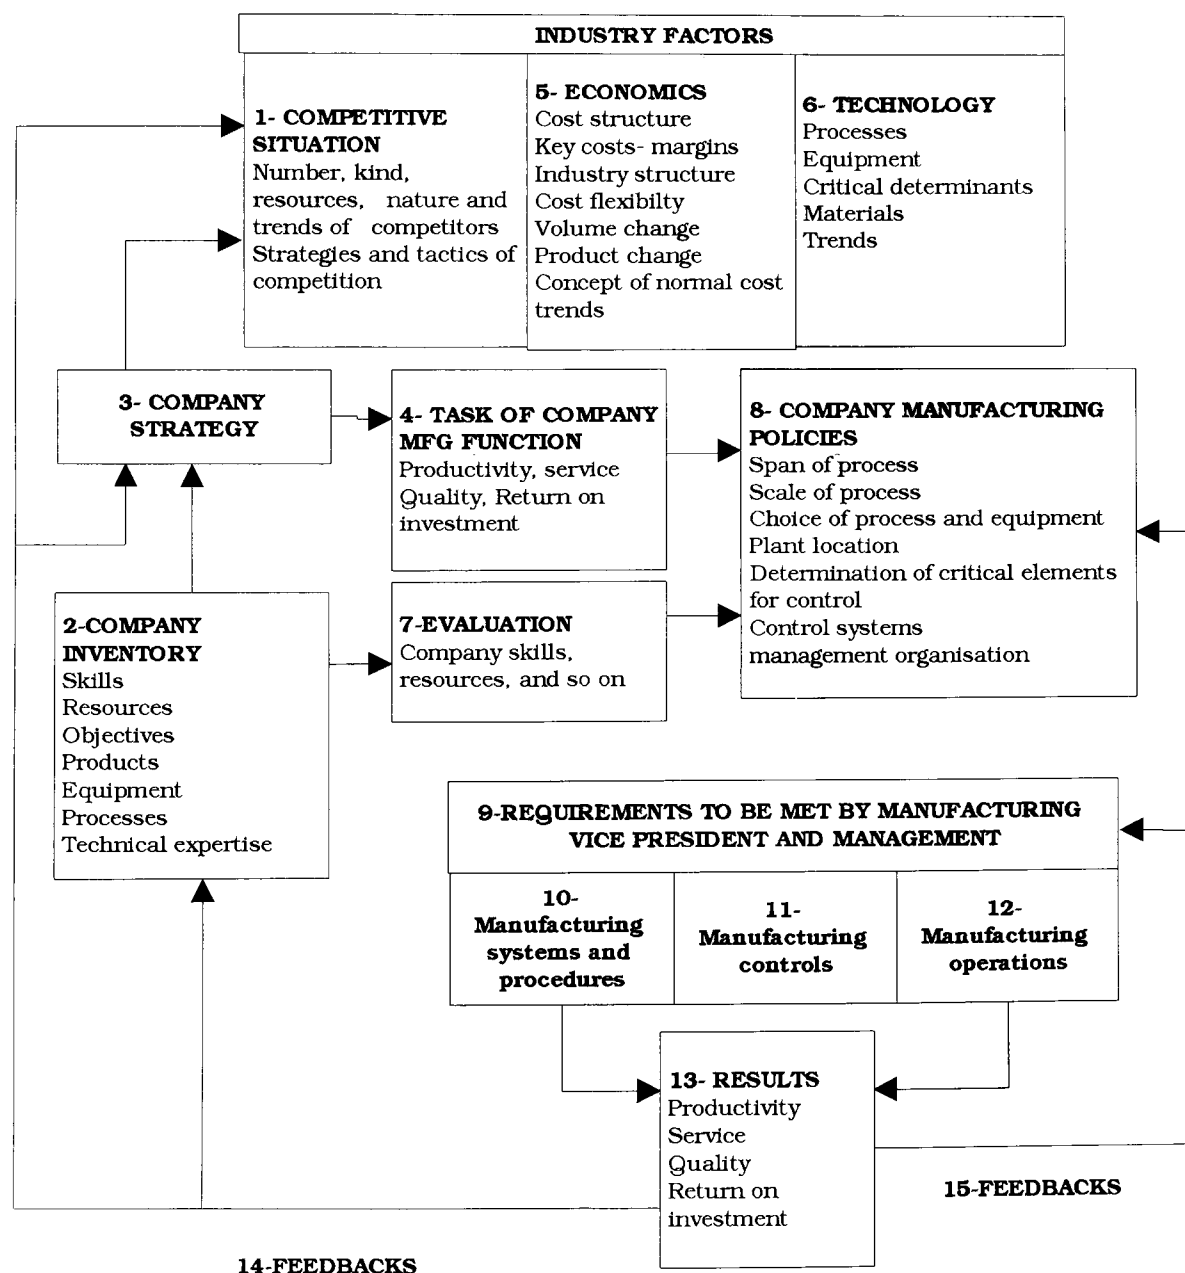 INDUSTRY FACTORS
1- COMPETITIVE
SITUATION
Number, kind,
resources, nature and
trends of competitors
Strategies and tactics of
competition
5- ECONOMICS
Cost structure
Key costs- margins
Industry structure
Cost flexibilty
Volume change
Product change
Concept of normal cost
trends
6- TECHNOLOGY
Processes
Equipment
Critical determinants
Materials
Trends
3- COMPANY
STRATEGY
4- TASK OF COMPANY
MFG FUNCTION
Productivity, service
Quality, Return on
investment
8- COMPANY MANUFACTURING
POLICIES
Span of process
Scale of process
Choice of process and equipment
Plant location
Determination of critical elements
for control
Control systems
management organisation
2-COMPANY
INVENTORY
Skills
Resources
Objectives
Products
Equipment
Processes
Technical expertise
7-EVALUATION
Company skills,
resources, and so on
9-REQUIREMENTS TO BE MET BY MANUFACTURING
VICE PRESIDENT AND MANAGEMENT
10-
Manufacturing
systems and
procedures
11-
Manufacturing
controls
12-
Manufacturing
operations
13- RESULTS
Productivity
Service
Quality
Return on
investment
15-FEEDBACKS
14-FEEDBACKS